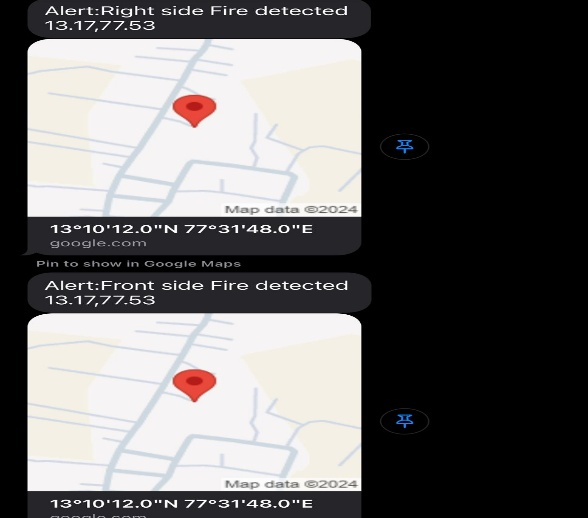 Alert:Right side Fire detected
13.17,77.53
Map data ©2024
13°10'12.0"N 77°31'48.0"E
google.com
Pin to show in Google Maps
Alert:Front side Fire detected
13.17,77.53
Map data ©2024
13°10'12.0"N 77°31'48.0"E
google.com